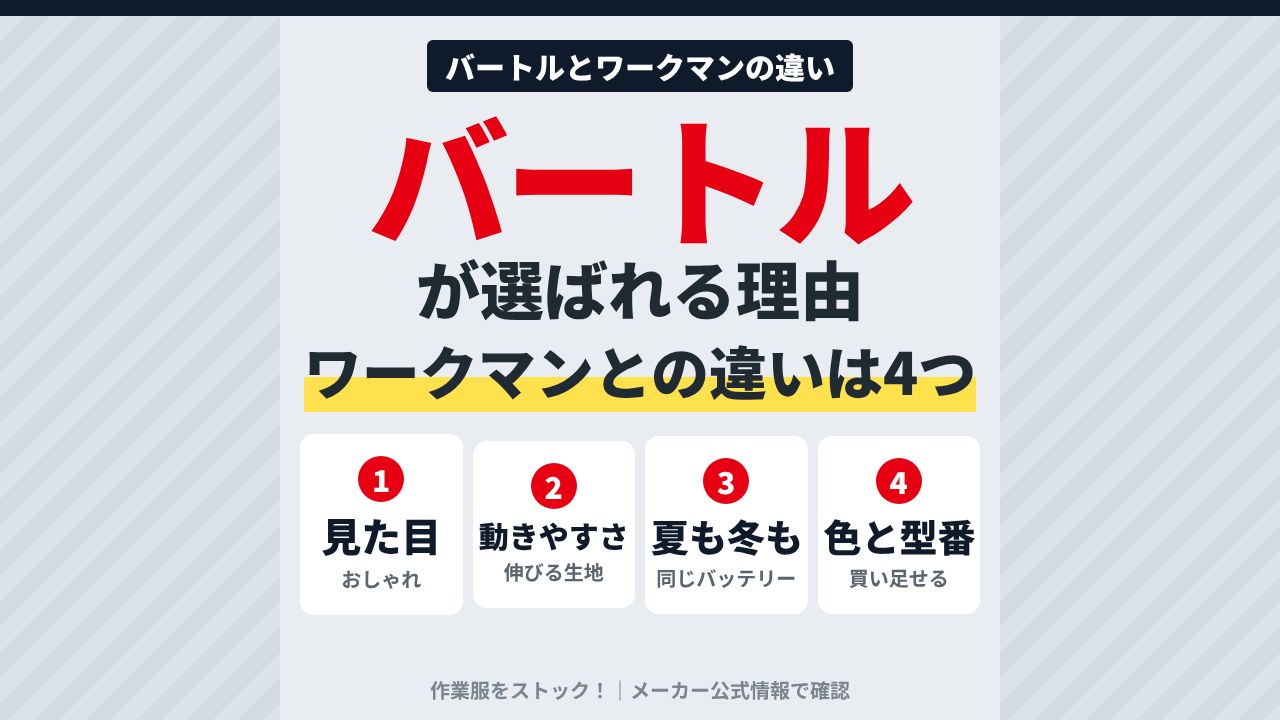 バートルとワークマンの違い
バートル
が選ばれる理由
ワークマンとの違いは4つ
1
見た目
おしゃれ
2
動きやすさ
伸びる生地
3
夏も冬も
同じバッテリー
4
色と型番
買い足せる
作業服をストック！｜メーカー公式情報で確認